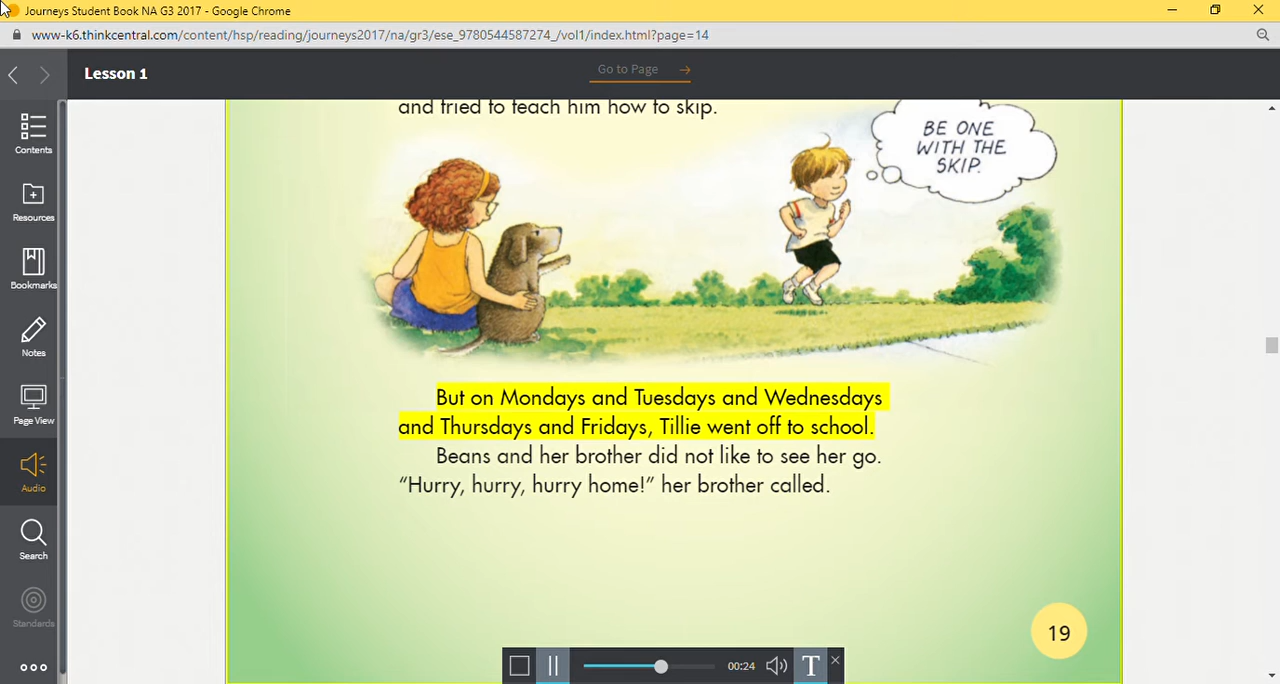 Journeys Student Book NA G3 2017 - Google Chrome
www-k6.thinkcentral.com/content/hsp/reading/journeys2017/na/gr3/ese_9780544587274_/vol1/index.html?page=14
Lesson 1
Go to Page
Contents
Resources
Bookmarks
Notes
Page View
Audio
Search
Standards
and tried to teach him how to skip.
BE ONE
WITH THE
SKIP.
But on Mondays and Tuesdays and Wednesdays
and Thursdays and Fridays, Tillie went off to school.
Beans and her brother did not like to see her go.
“Hurry, hurry, hurry home!” her brother called.
19
00:24
T